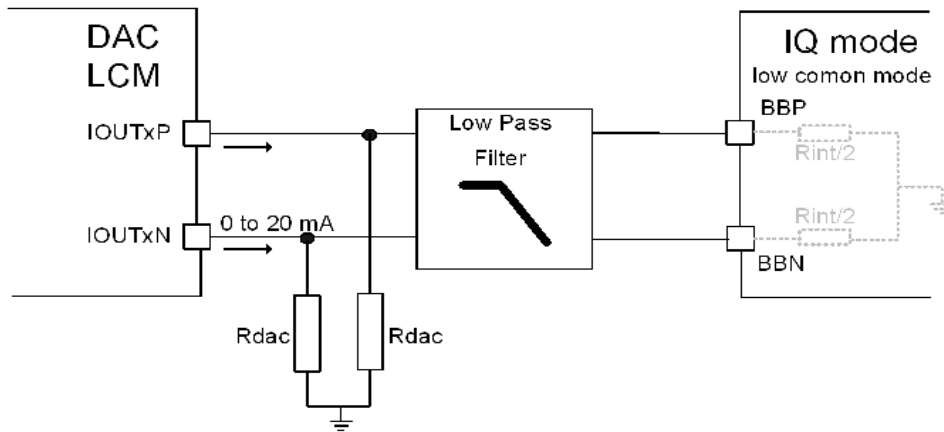 DAC
LCM
IOUTxP
IOUTxN
0 to 20 mA
Rdac
Rdac
Low Pass
Filter
IQ mode
low comon mode
BBP
Rint/2
Rint/2
BBN